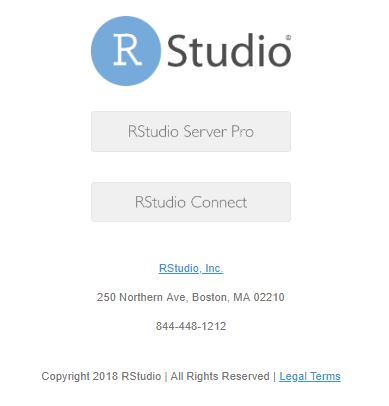 R Studio®
RStudio Server Pro
RStudio Connect
RStudio, Inc.
250 Northern Ave, Boston, MA 02210
844-448-1212
Copyright 2018 RStudio | All Rights Reserved | Legal Terms